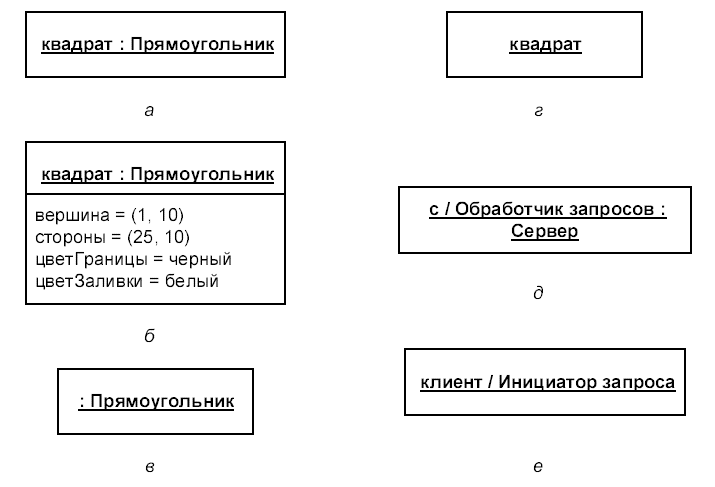 квадрат : Прямоугольник
а
квадрат : Прямоугольник
вершина = (1, 10)
стороны = (25, 10)
цветГраницы = черный
цветЗаливки = белый
б
: Прямоугольник
в
квадрат
г
с / Обработчик запросов :
Сервер
д
клиент / Инициатор запроса
е